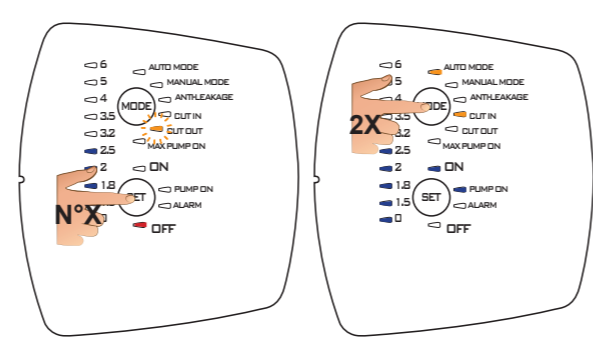 6
AUTO MODE
5
MANUAL MODE
4
ANTI-LEAKAGE
MODE
3.5
CUT IN
3.2
CUT OUT
2.5
MAX PUMP ON
2
ON
1.8
PUMP ON
N°X
ALARM
0
OFF
6
AUTO MODE
5
MANUAL MODE
4
ANTI-LEAKAGE
2X
CUT IN
3.2
CUT OUT
2.5
MAX PUMP ON
2
ON
1.8
PUMP ON
SET
1.5
ALARM
0
OFF